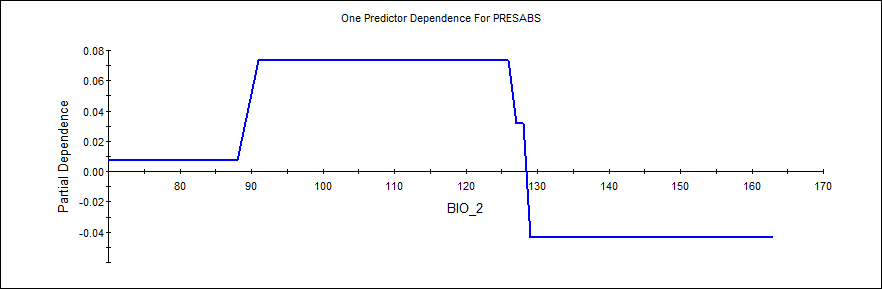 One Predictor Dependence For PRESABS
Partial Dependence
0.08
0.06
0.04
0.02
0.00
-0.02
-0.04
80 90 100 110 120 130 140 150 160 170
BIO_2